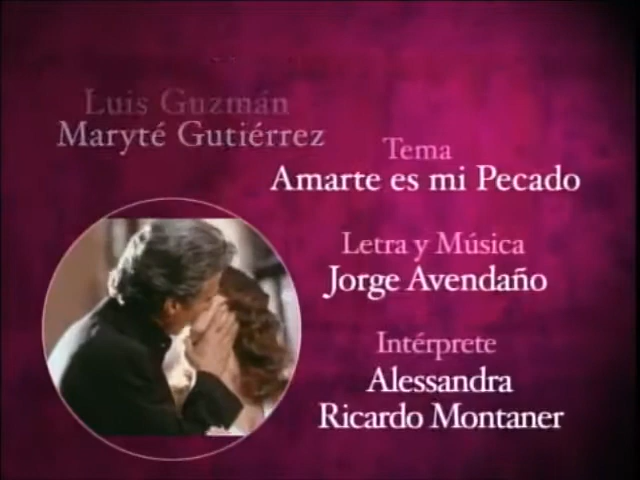 Luis Guzmán
Maryté Gutiérrez
Tema
Amarte es mi Pecado
Letra y Música
Jorge Avendaño
Intérprete
Alessandra
Ricardo Montaner